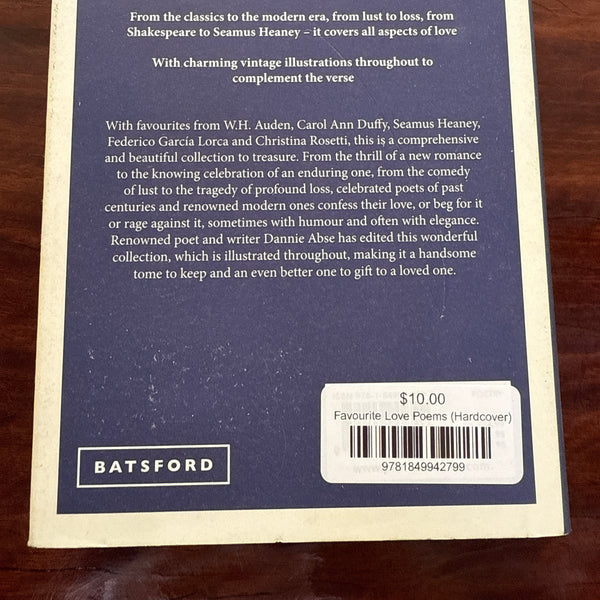 From the classics to the modern era, from lust to loss, from
Shakespeare to Seamus Heaney – it covers all aspects of love
With charming vintage illustrations throughout to
complement the verse
With favourites from W.H. Auden, Carol Ann Duffy, Seamus Heaney,
Federico García Lorca and Christina Rosetti, this is a comprehensive
and beautiful collection to treasure. From the thrill of a new romance
to the knowing celebration of an enduring one, from the comedy
of lust to the tragedy of profound loss, celebrated poets of past
centuries and renowned modern ones confess their love, or beg for it
or rage against it, sometimes with humour and often with elegance.
Renowned poet and writer Dannie Abse has edited this wonderful
collection, which is illustrated throughout, making it a handsome
tome to keep and an even better one to gift to a loved one.
BATSFORD
$10.00
Favourite Love Poems (Hardcover)
9781849942799